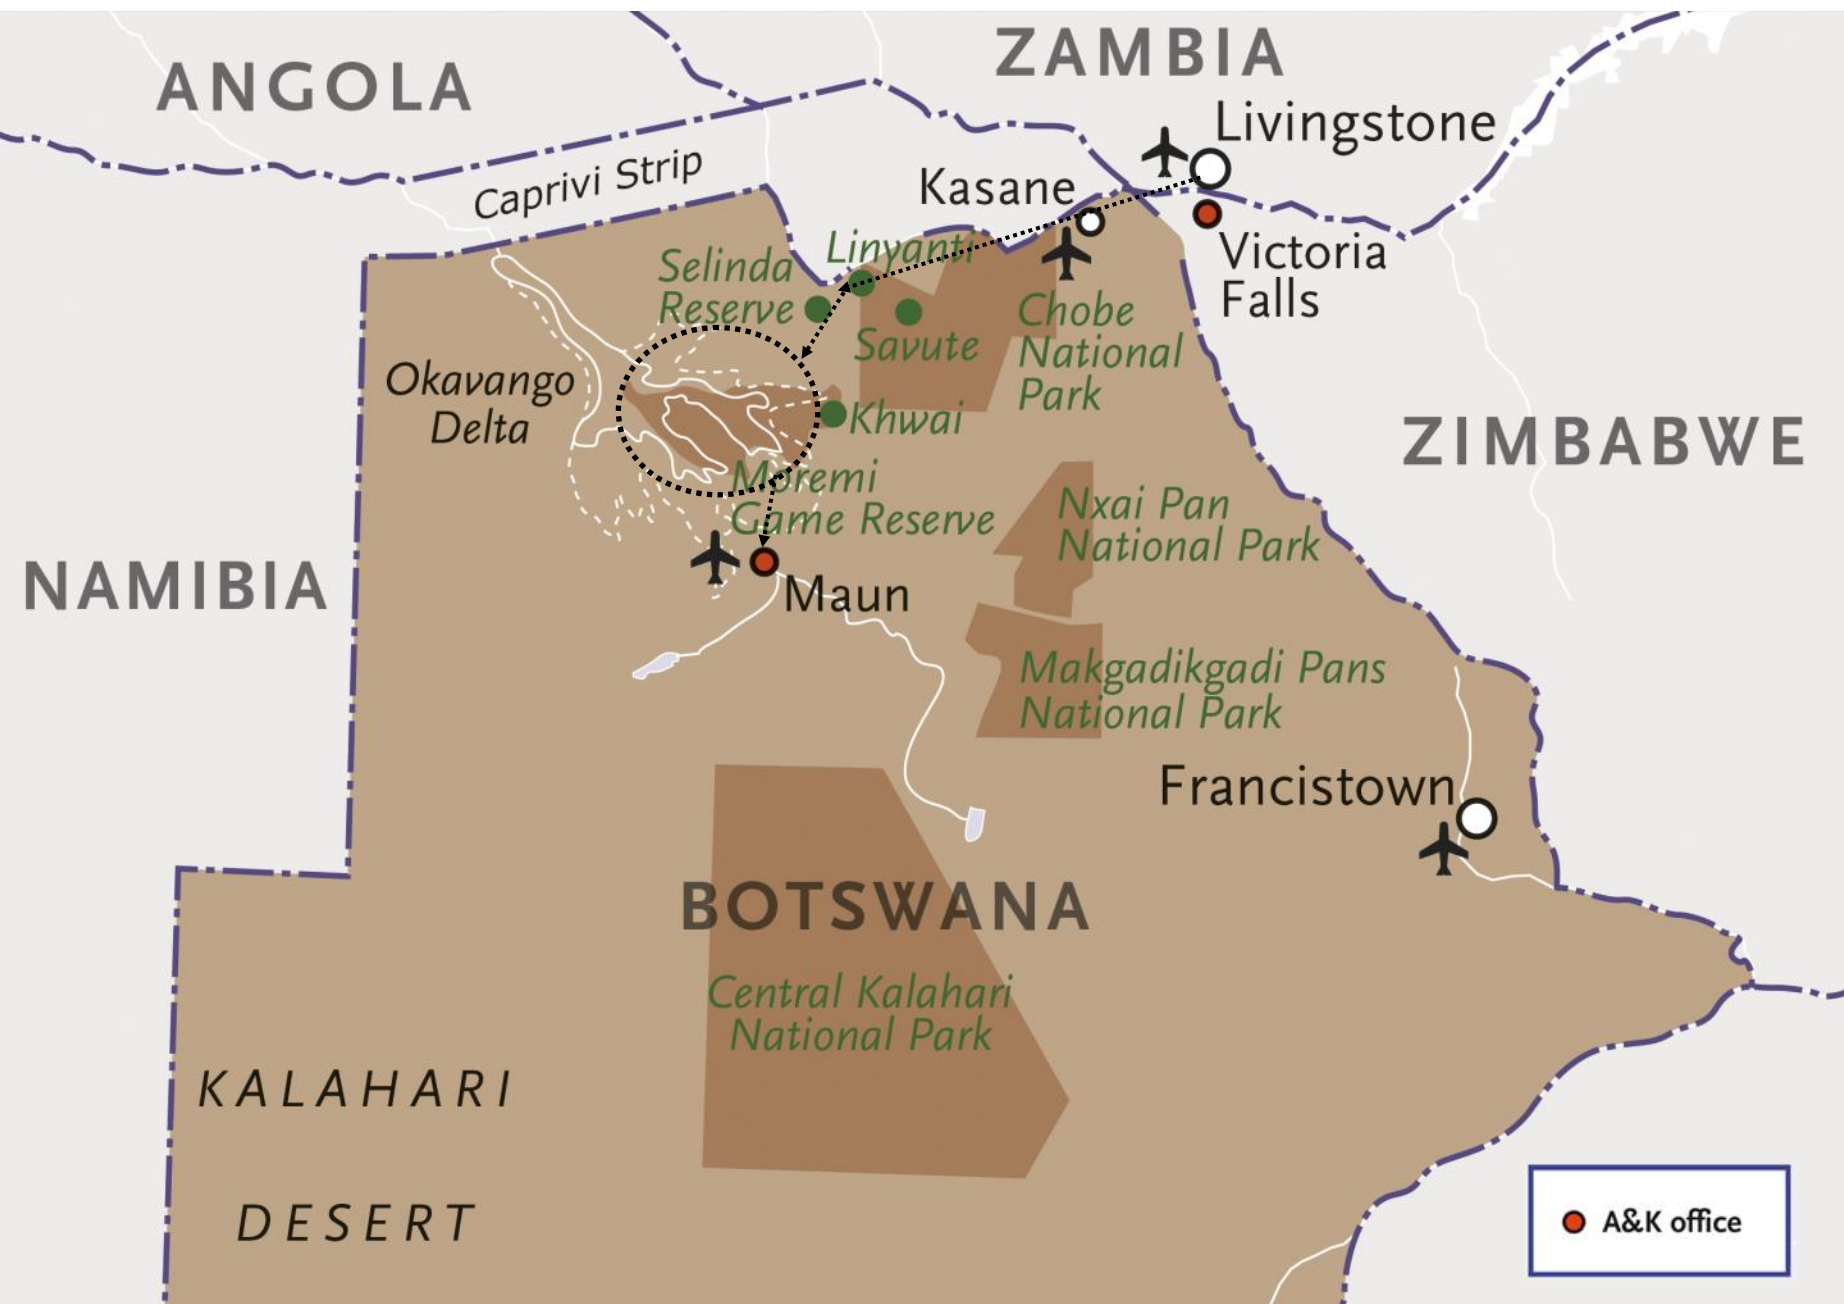 ANGOLA
ZAMBIA
Livingstone
Caprivi Strip
Kasane
Linyanti
Victoria
Falls
Selinda
Reserve
Chobe
National
Park
Savute
Okavango
Delta
Khwai
ZIMBABWE
Moremi
Game Reserve
Nxai Pan
National Park
NAMIBIA
Maun
Makgadikgadi Pans
National Park
Francistown
BOTSWANA
Central Kalahari
National Park
KALAHARI
DESERT
A&K office